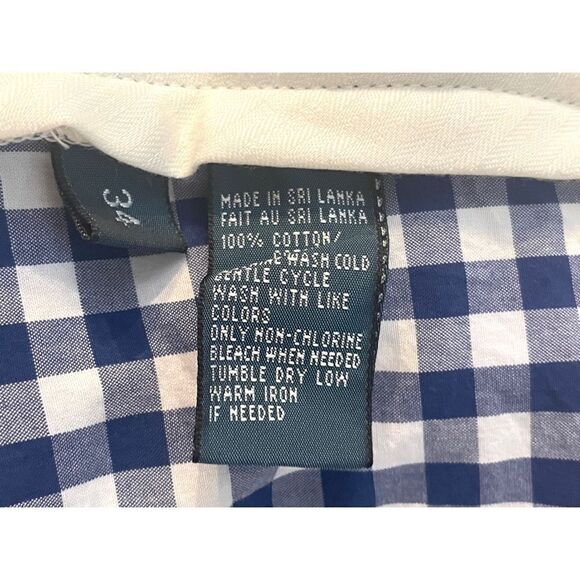 34
MADE IN SRI LANKA
FAIT AU SRI LANKA
100% COTTON/
WASH COLD
GENTLE CYCLE
WASH WITH LIKE
COLORS
ONLY NON-CHLORINE
BLEACH WHEN NEEDED
TUMBLE DRY LOW
WARM IRON
IF NEEDED